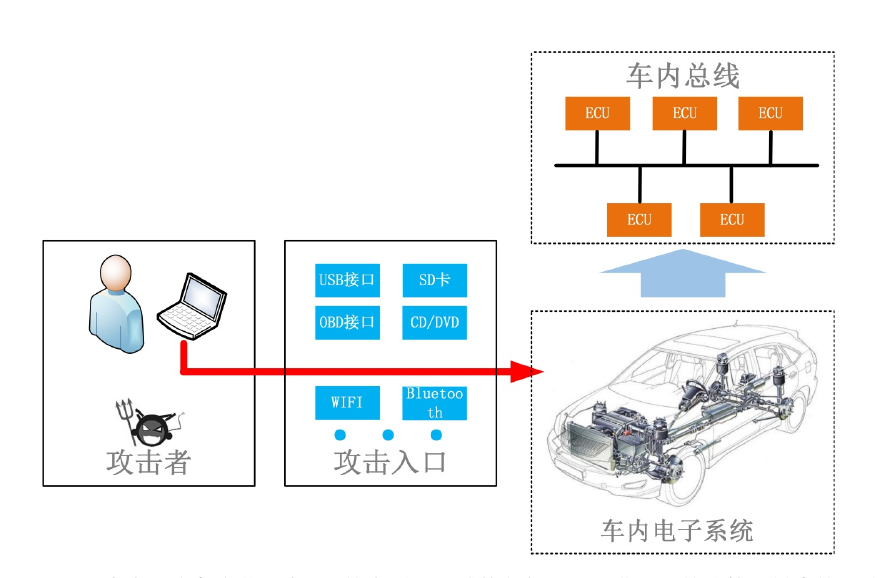 车内总线
ECU
ECU
ECU
ECU
ECU
USB接口
SD卡
OBD接口
CD/DVD
WIFI
Bluetoo
th
攻击者
攻击入口
车内电子系统